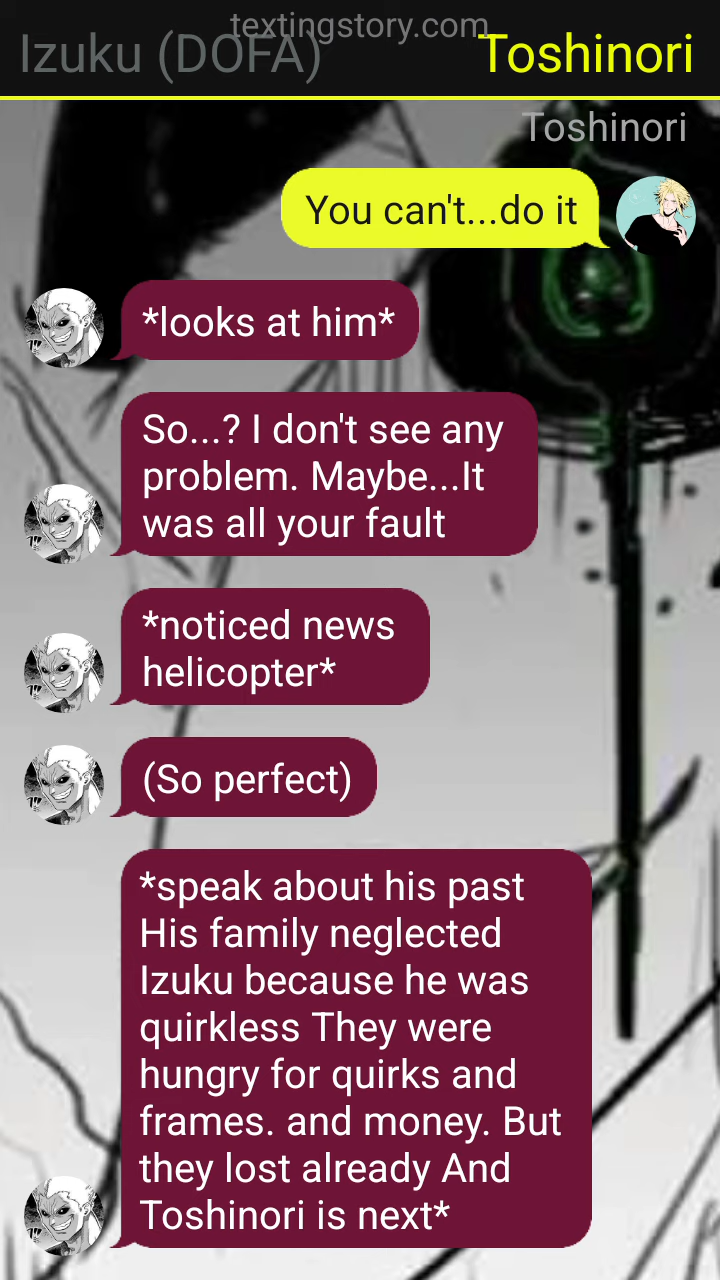 textingstory.com
Izuku (DOFA)
Toshinori
Toshinori
You can't...do it
*looks at him*
So...? I don't see any
problem. Maybe...It
was all your fault
*noticed news
helicopter*
(So perfect)
*speak about his past
His family neglected
Izuku because he was
quirkless They were
hungry for quirks and
frames. and money. But
they lost already And
Toshinori is next*